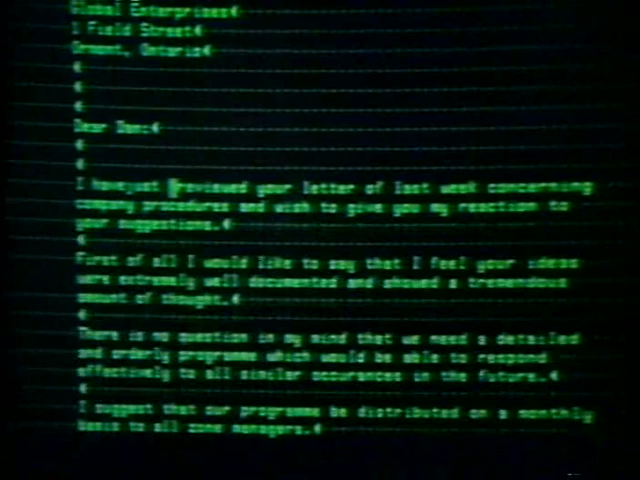 Global Enterprises
1 Field Street
Orment, Ontario
Dear Dan:
I havejust reviewed your letter of last week concerning
company procedures and wish to give you my reaction to
your suggestions.
First of all I would like to say that I feel your ideas
were extremely well documented and showed a tremendous
amount of thought.
There is no question in my mind that we need a detailed
and orderly programme which would be able to respond
effectively to all similar occurances in the future.
I suggest that our programme be distributed on a monthly
basis to all zone managers.